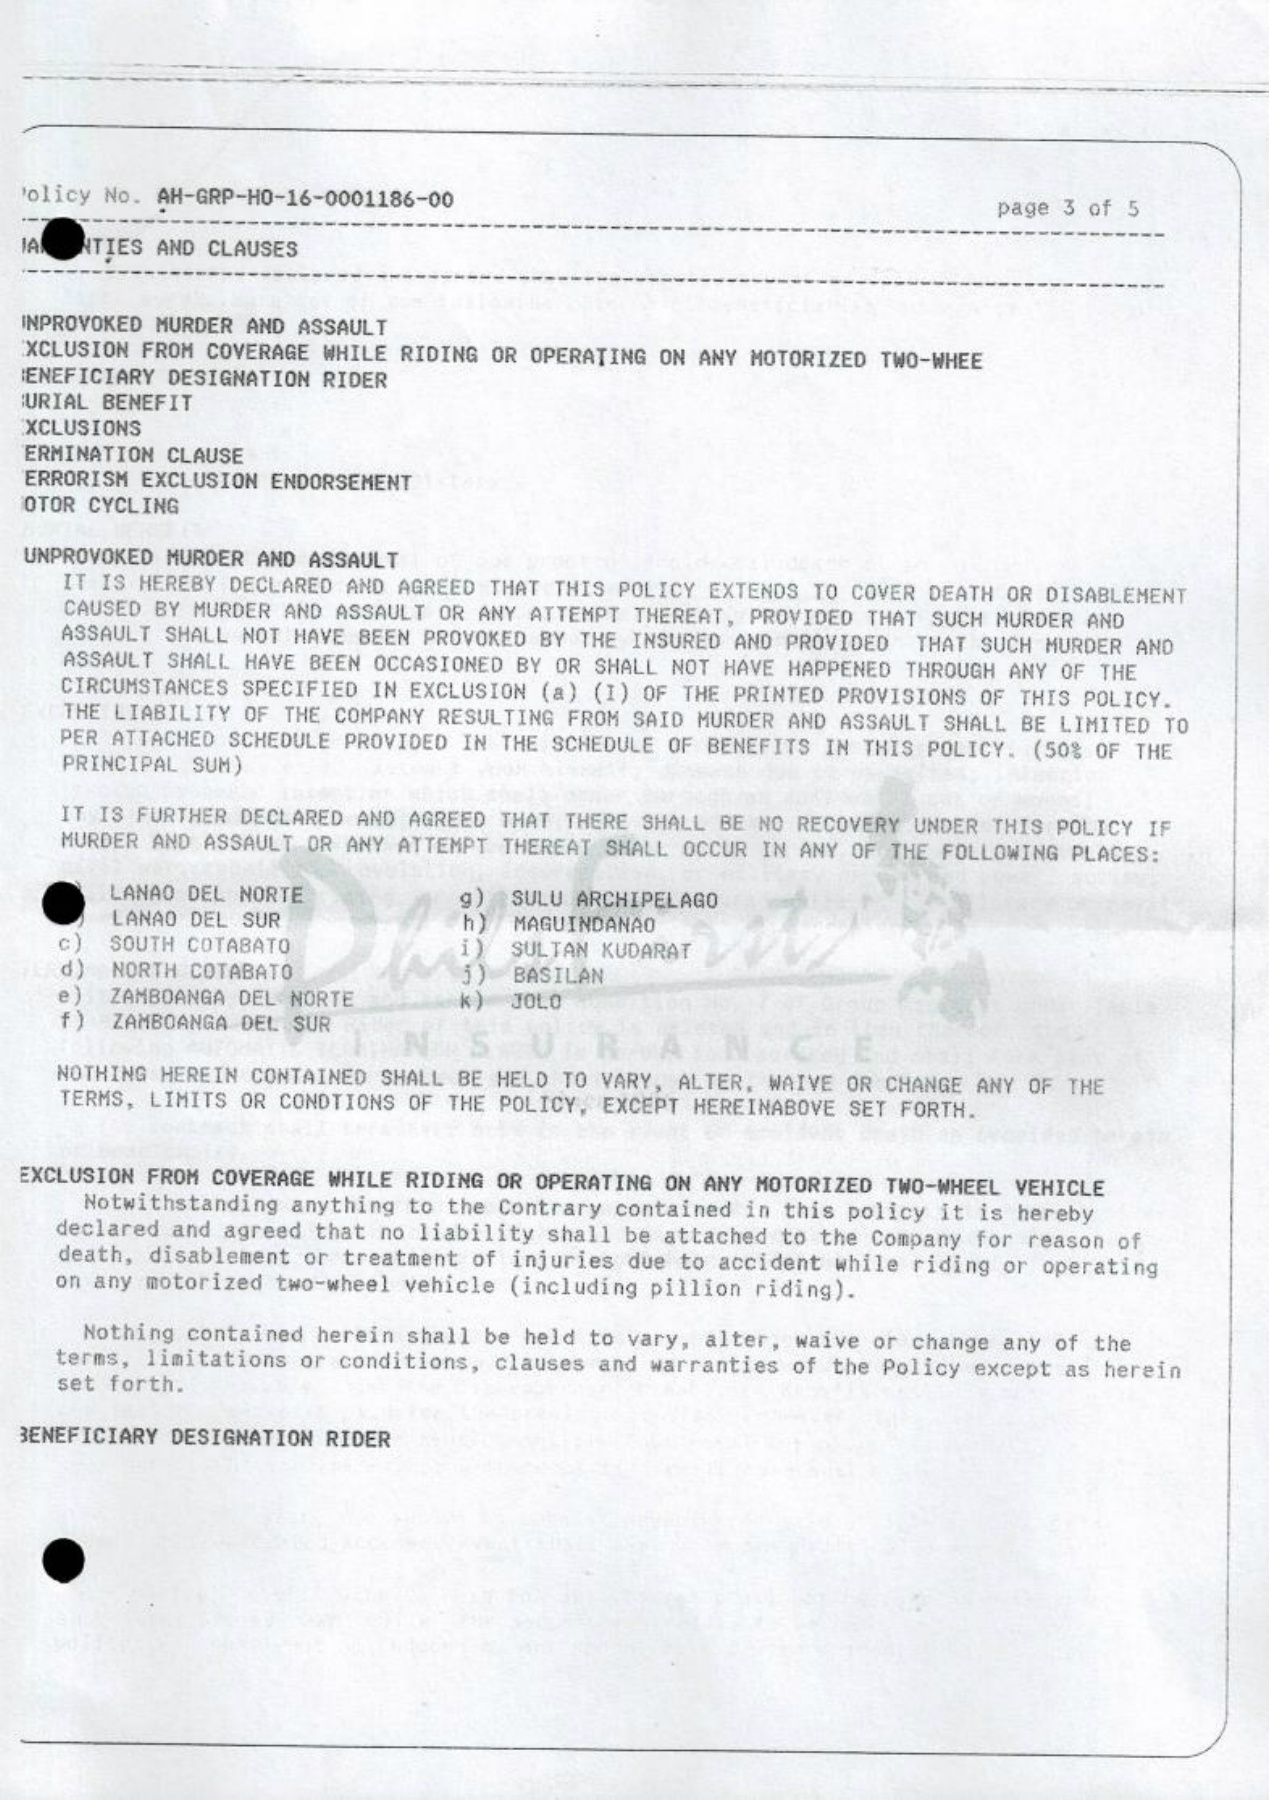 olicy No. AH-GRP-HO-16-0001186-00
page 3 of 5
NTIES AND CLAUSES
NPROVOKED MURDER AND ASSAULT
XCLUSION FROM COVERAGE WHILE RIDING OR OPERATING ON ANY MOTORIZED TWO-WHEE
ENEFICIARY DESIGNATION RIDER
URIAL BENEFIT
XCLUSIONS
ERMINATION CLAUSE
ERRORISM EXCLUSION ENDORSEMENT
OTOR CYCLING
UNPROVOKED MURDER AND ASSAULT
IT IS HEREBY DECLARED AND AGREED THAT THIS POLICY EXTENDS TO COVER DEATH OR DISABLEMENT
CAUSED BY MURDER AND ASSAULT OR ANY ATTEMPT THEREAT, PROVIDED THAT SUCH MURDER AND
ASSAULT SHALL NOT HAVE BEEN PROVOKED BY THE INSURED AND PROVIDED THAT SUCH MURDER AND
ASSAULT SHALL HAVE BEEN OCCASIONED BY OR SHALL NOT HAVE HAPPENED THROUGH ANY OF THE
CIRCUMSTANCES SPECIFIED IN EXCLUSION (a) (I) OF THE PRINTED PROVISIONS OF THIS POLICY.
THE LIABILITY OF THE COMPANY RESULTING FROM SAID MURDER AND ASSAULT SHALL BE LIMITED TO
PER ATTACHED SCHEDULE PROVIDED IN THE SCHEDULE OF BENEFITS IN THIS POLICY. (50% OF THE
PRINCIPAL SUM)
IT IS FURTHER DECLARED AND AGREED THAT THERE SHALL BE NO RECOVERY UNDER THIS POLICY IF
MURDER AND ASSAULT OR ANY ATTEMPT THEREAT SHALL OCCUR IN ANY OF THE FOLLOWING PLACES:
LANAO DEL NORTE g) SULU ARCHIPELAGO
LANAO DEL SUR h) MAGUINDANAO
c) SOUTH COTABATO i) SULTAN KUDARAT
d) NORTH COTABATO j) BASILAN
e) ZAMBOANGA DEL NORTE k) JOLO
f) ZAMBOANGA DEL SUR
INSURANCE
NOTHING HEREIN CONTAINED SHALL BE HELD TO VARY, ALTER, WAIVE OR CHANGE ANY OF THE
TERMS, LIMITS OR CONDTIONS OF THE POLICY, EXCEPT HEREINABOVE SET FORTH.
EXCLUSION FROM COVERAGE WHILE RIDING OR OPERATING ON ANY MOTORIZED TWO-WHEEL VEHICLE
Notwithstanding anything to the Contrary contained in this policy it is hereby
declared and agreed that no liability shall be attached to the Company for reason of
death, disablement or treatment of injuries due to accident while riding or operating
on any motorized two-wheel vehicle (including pillion riding).
Nothing contained herein shall be held to vary, alter, waive or change any of the
terms, limitations or conditions, clauses and warranties of the Policy except as herein
set forth.
BENEFICIARY DESIGNATION RIDER